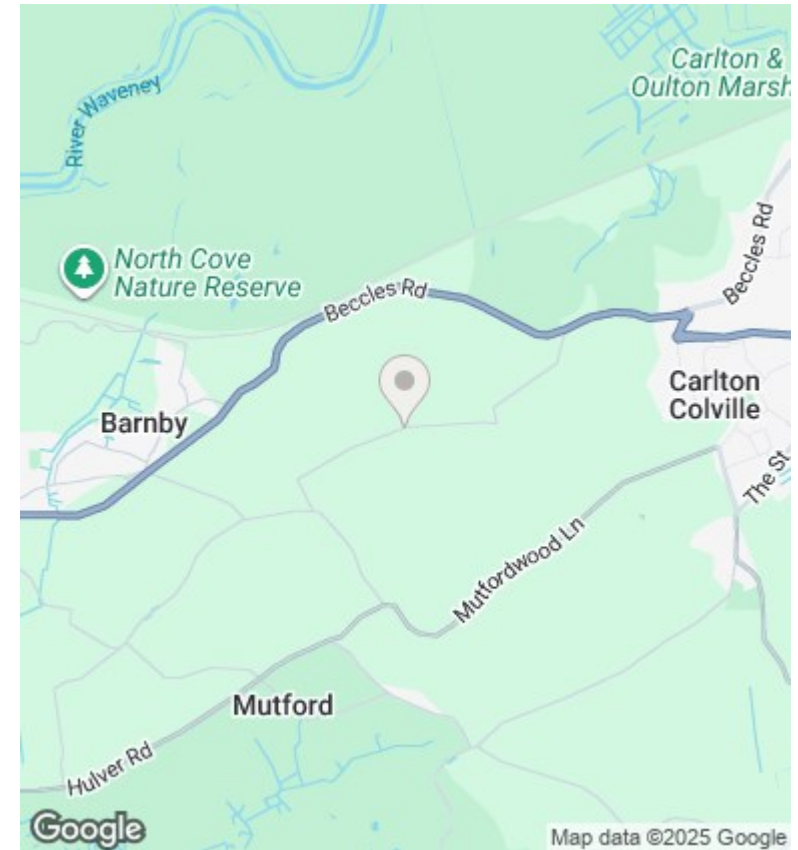 Carlton &
Oulton Marsh
River Waveney
North Cove
Nature Reserve
Beccles Rd
Beccles Rd
Barnby
Carlton
Colville
The St
Mutfordwood Ln
Mutford
Hulver Rd
Google
Map data ©2025 Google